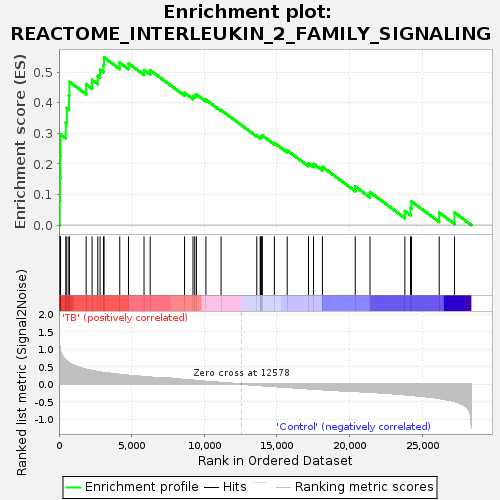 Enrichment plot:
REACTOME_INTERLEUKIN_2_FAMILY_SIGNALING
Enrichment score (ES)
0.5
0.4
0.3
0.2
0.1
0.0
'TB' (positively correlated)
Ranked list metric (Signal2Noise)
2.0
1.5
1.0
0.5
0.0
-0.5
-1.0
Zero cross at 12578
'Control' (negatively correlated)
0
5,000
10,000
15,000
20,000
25,000
Rank in Ordered Dataset
Enrichment profile
Hits
Ranking metric scores